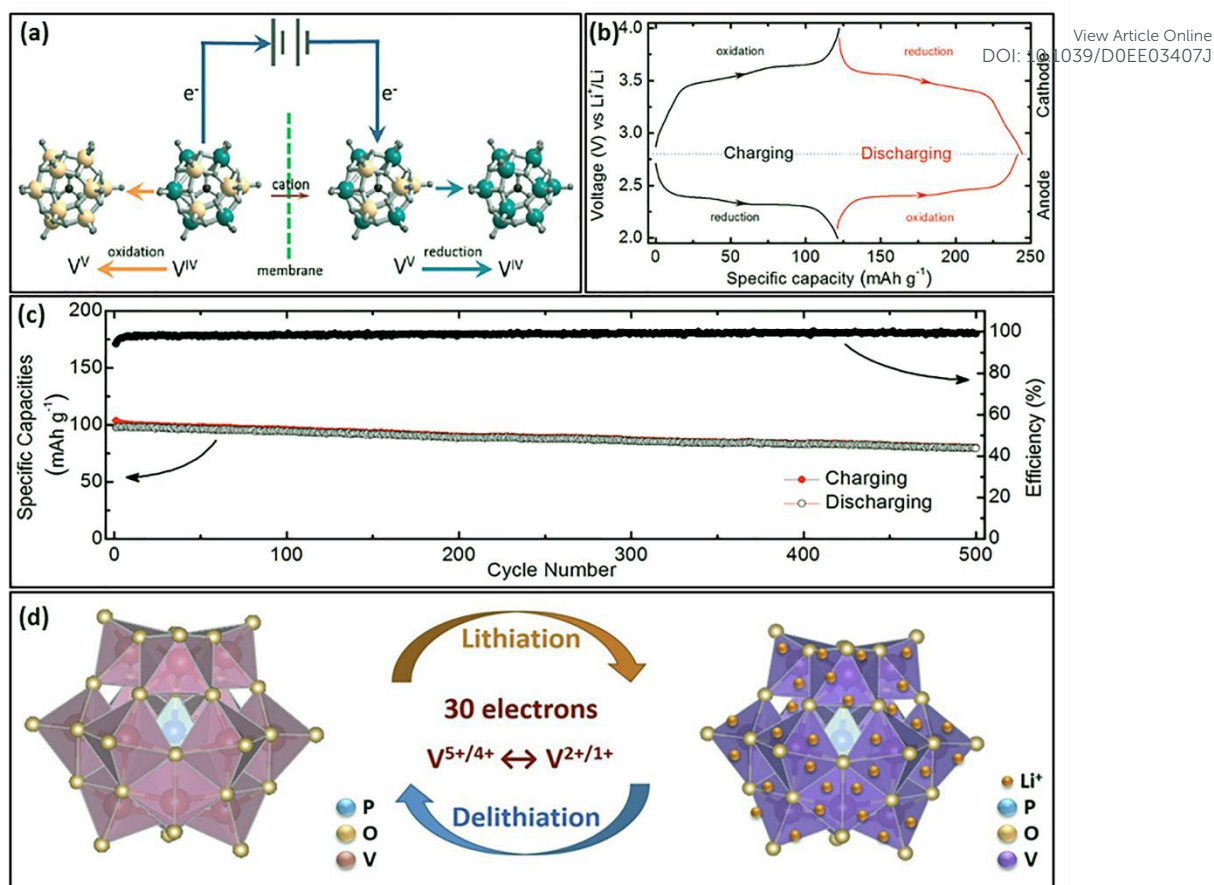 View Article Online
DOI: 10.1039/D0EE03407J
(a)
e-
e-
cation
oxidation
V^V V^IV
membrane
reduction
V^V V^IV
(b)
Voltage (V) vs Li+/Li
4.0
3.5
3.0
2.5
2.0
oxidation
reduction
Charging
Discharging
reduction
oxidation
Cathode
Anode
0 50 100 150 200 250
Specific capacity (mAh g-1)
(c)
Specific Capacities
(mAh g-1)
200
150
100
50
0
100
80
60
40
20
0
Efficiency (%)
Charging
Discharging
0 100 200 300 400 500
Cycle Number
(d)
Lithiation
30 electrons
V5+/4+ ↔ V2+/1+
Delithiation
P
O
V
Li+
P
O
V